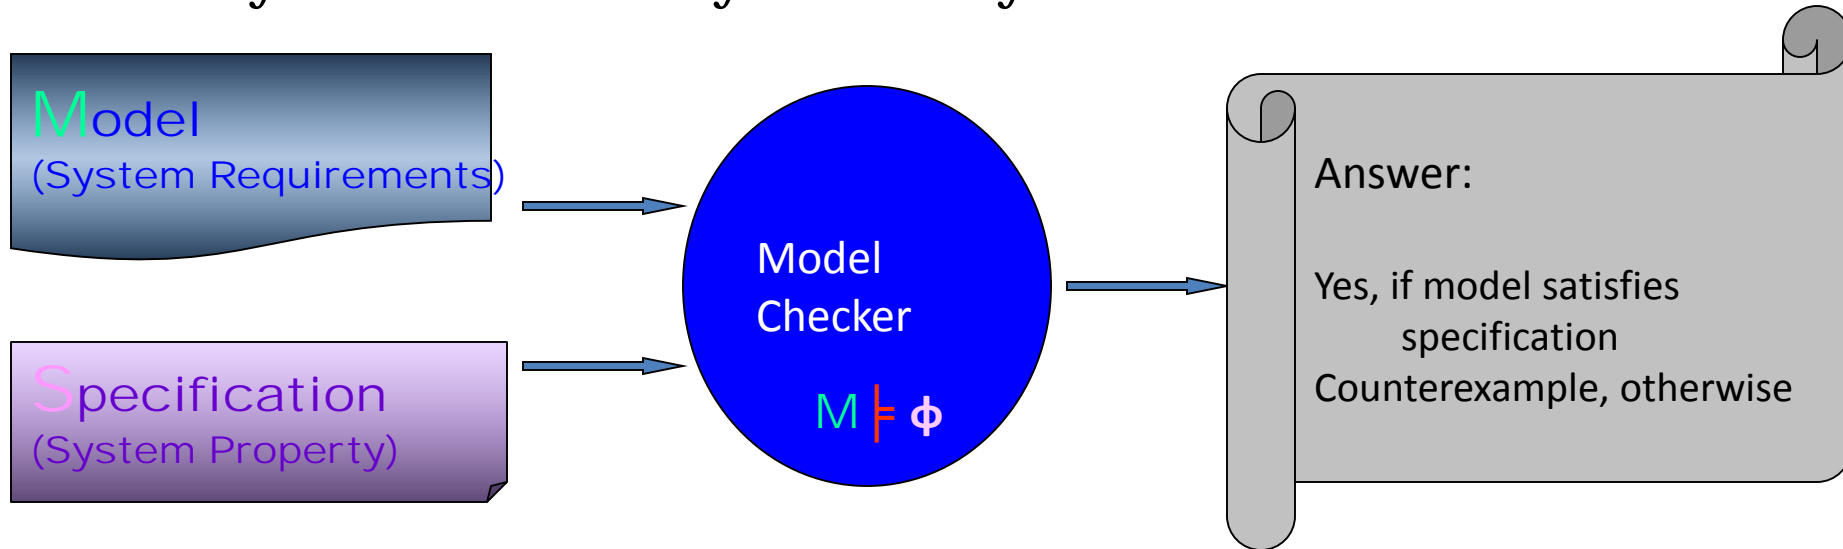 Model
(System Requirements)
Specification
(System Property)
Model
Checker
M ⊨ ϕ
Answer:
Yes, if model satisfies
specification
Counterexample, otherwise